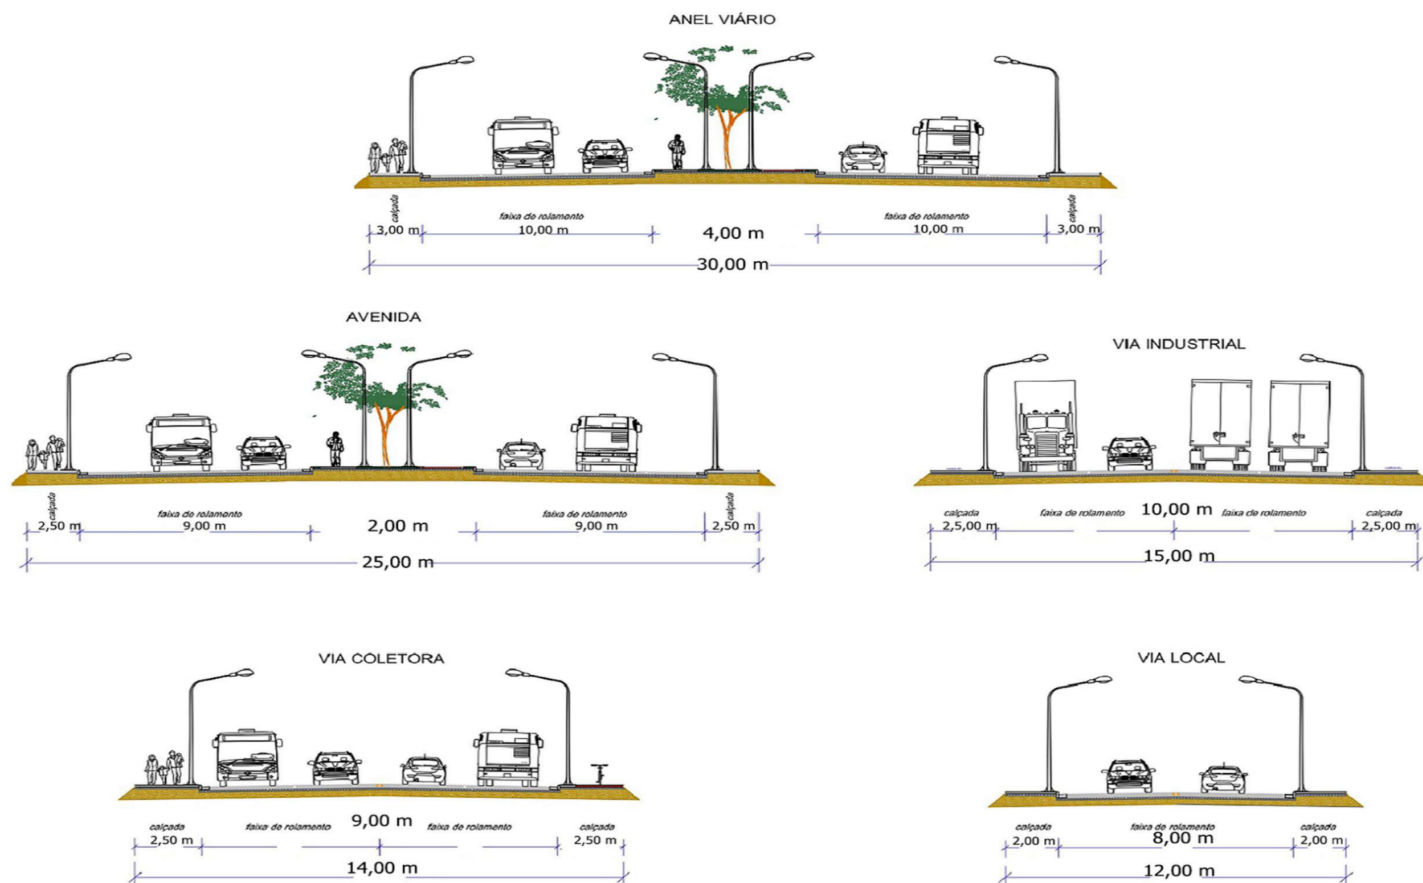 ANEL VIÁRIO
calçada faixa de rolamento faixa de rolamento calçada
3,00 m 10,00 m 4,00 m 10,00 m 3,00 m
30,00 m
AVENIDA
calçada faixa de rolamento faixa de rolamento calçada
2,50 m 9,00 m 2,00 m 9,00 m 2,50 m
25,00 m
VIA INDUSTRIAL
10,00 m
calçada faixa de rolamento faixa de rolamento calçada
2,5,00 m 2,5,00 m
15,00 m
VIA COLETORA
9,00 m
calçada faixa de rolamento faixa de rolamento calçada
2,50 m 2,50 m
14,00 m
VIA LOCAL
calçada faixa de rolamento calçada
2,00 m 8,00 m 2,00 m
12,00 m